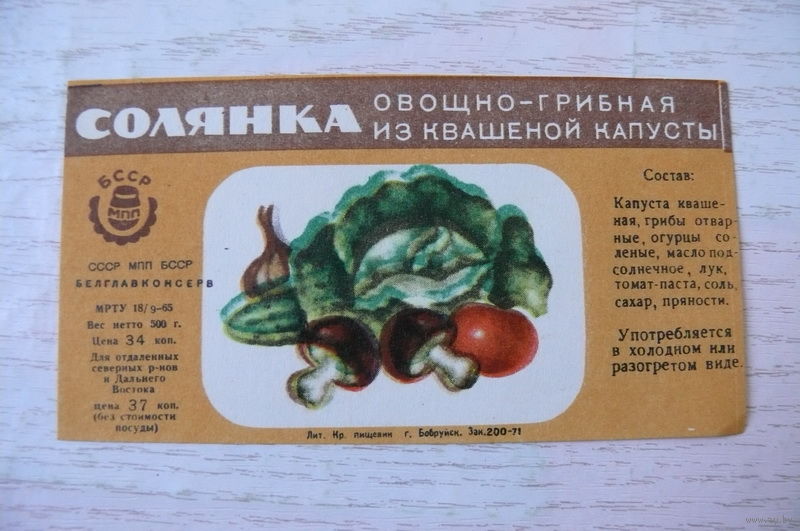 СОЛЯНКА
ОВОЩНО-ГРИБНАЯ
ИЗ КВАШЕНОЙ КАПУСТЫ
БССР
МПП
СССР МПП БССР
БЕЛГЛАВКОНСЕРВ
МРТУ 18/9-65
Вес нетто 500 г.
Цена 34 коп.
Для отдаленных
северных р-нов
и Дальнего
Востока
цена 37 коп.
(без стоимости
посуды)
Состав:
Капуста кваше-
ная, грибы отвар-
ные, огурцы со-
леные, масло под-
солнечное, лук,
томат-паста, соль,
сахар, пряности.
Употребляется
в холодном или
разогретом виде.
Лит. Кр. пищевик г. Бобруйск. Зак. 200-71